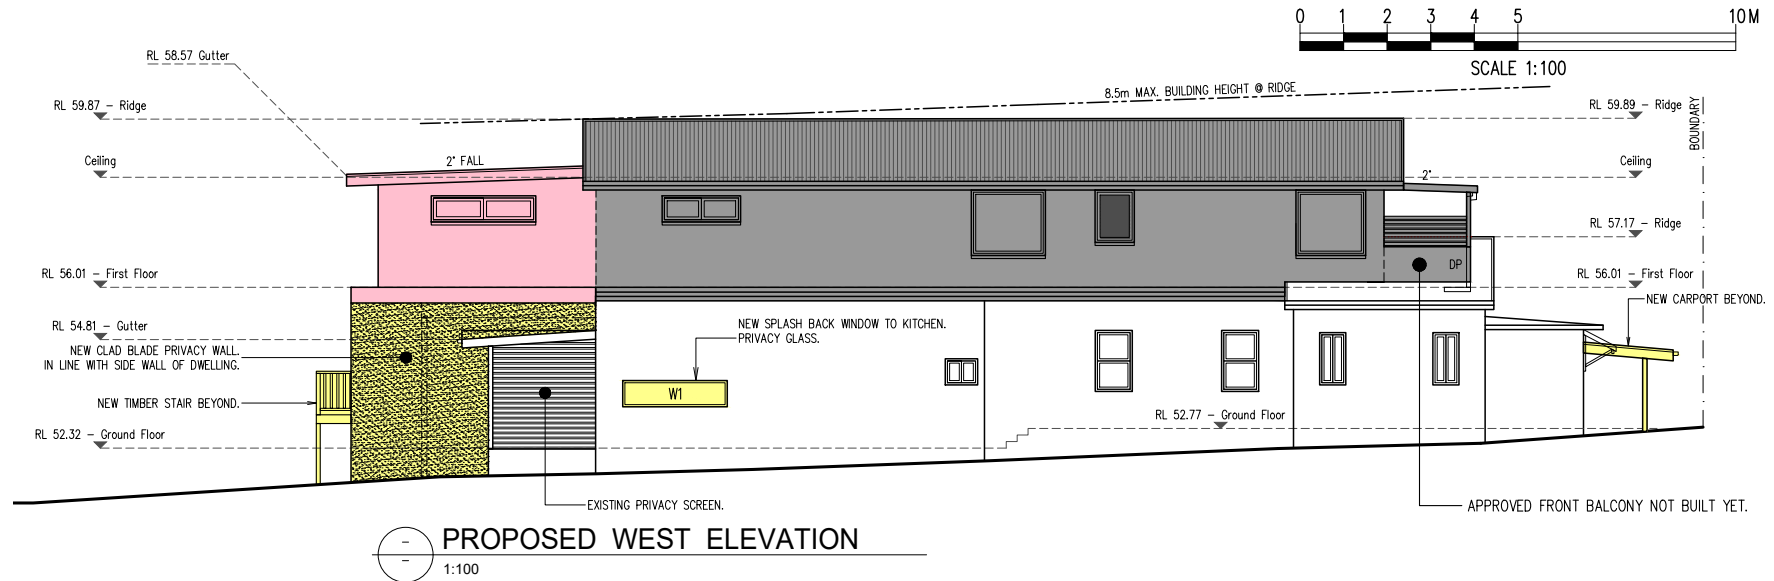 0 1 2 3 4 5 10M
SCALE 1:100
RL 58.57 Gutter
8.5m MAX. BUILDING HEIGHT @ RIDGE
RL 59.87 – Ridge
RL 59.89 – Ridge
BOUNDARY
Ceiling
2° FALL
2°
Ceiling
RL 57.17 – Ridge
DP
RL 56.01 – First Floor
RL 56.01 – First Floor
NEW CARPORT BEYOND.
RL 54.81 – Gutter
NEW SPLASH BACK WINDOW TO KITCHEN.
PRIVACY GLASS.
NEW CLAD BLADE PRIVACY WALL.
IN LINE WITH SIDE WALL OF DWELLING.
W1
NEW TIMBER STAIR BEYOND.
RL 52.77 – Ground Floor
RL 52.32 – Ground Floor
EXISTING PRIVACY SCREEN.
APPROVED FRONT BALCONY NOT BUILT YET.
PROPOSED WEST ELEVATION
1:100